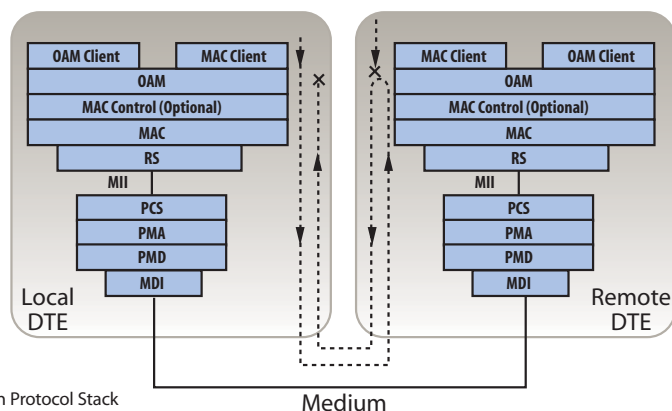 OAM Client
MAC Client
OAM
MAC Control (Optional)
MAC
RS
MII
PCS
PMA
PMD
MDI
Local
DTE
MAC Client
OAM Client
OAM
MAC Control (Optional)
MAC
RS
MII
PCS
PMA
PMD
MDI
Remote
DTE
Protocol Stack
Medium